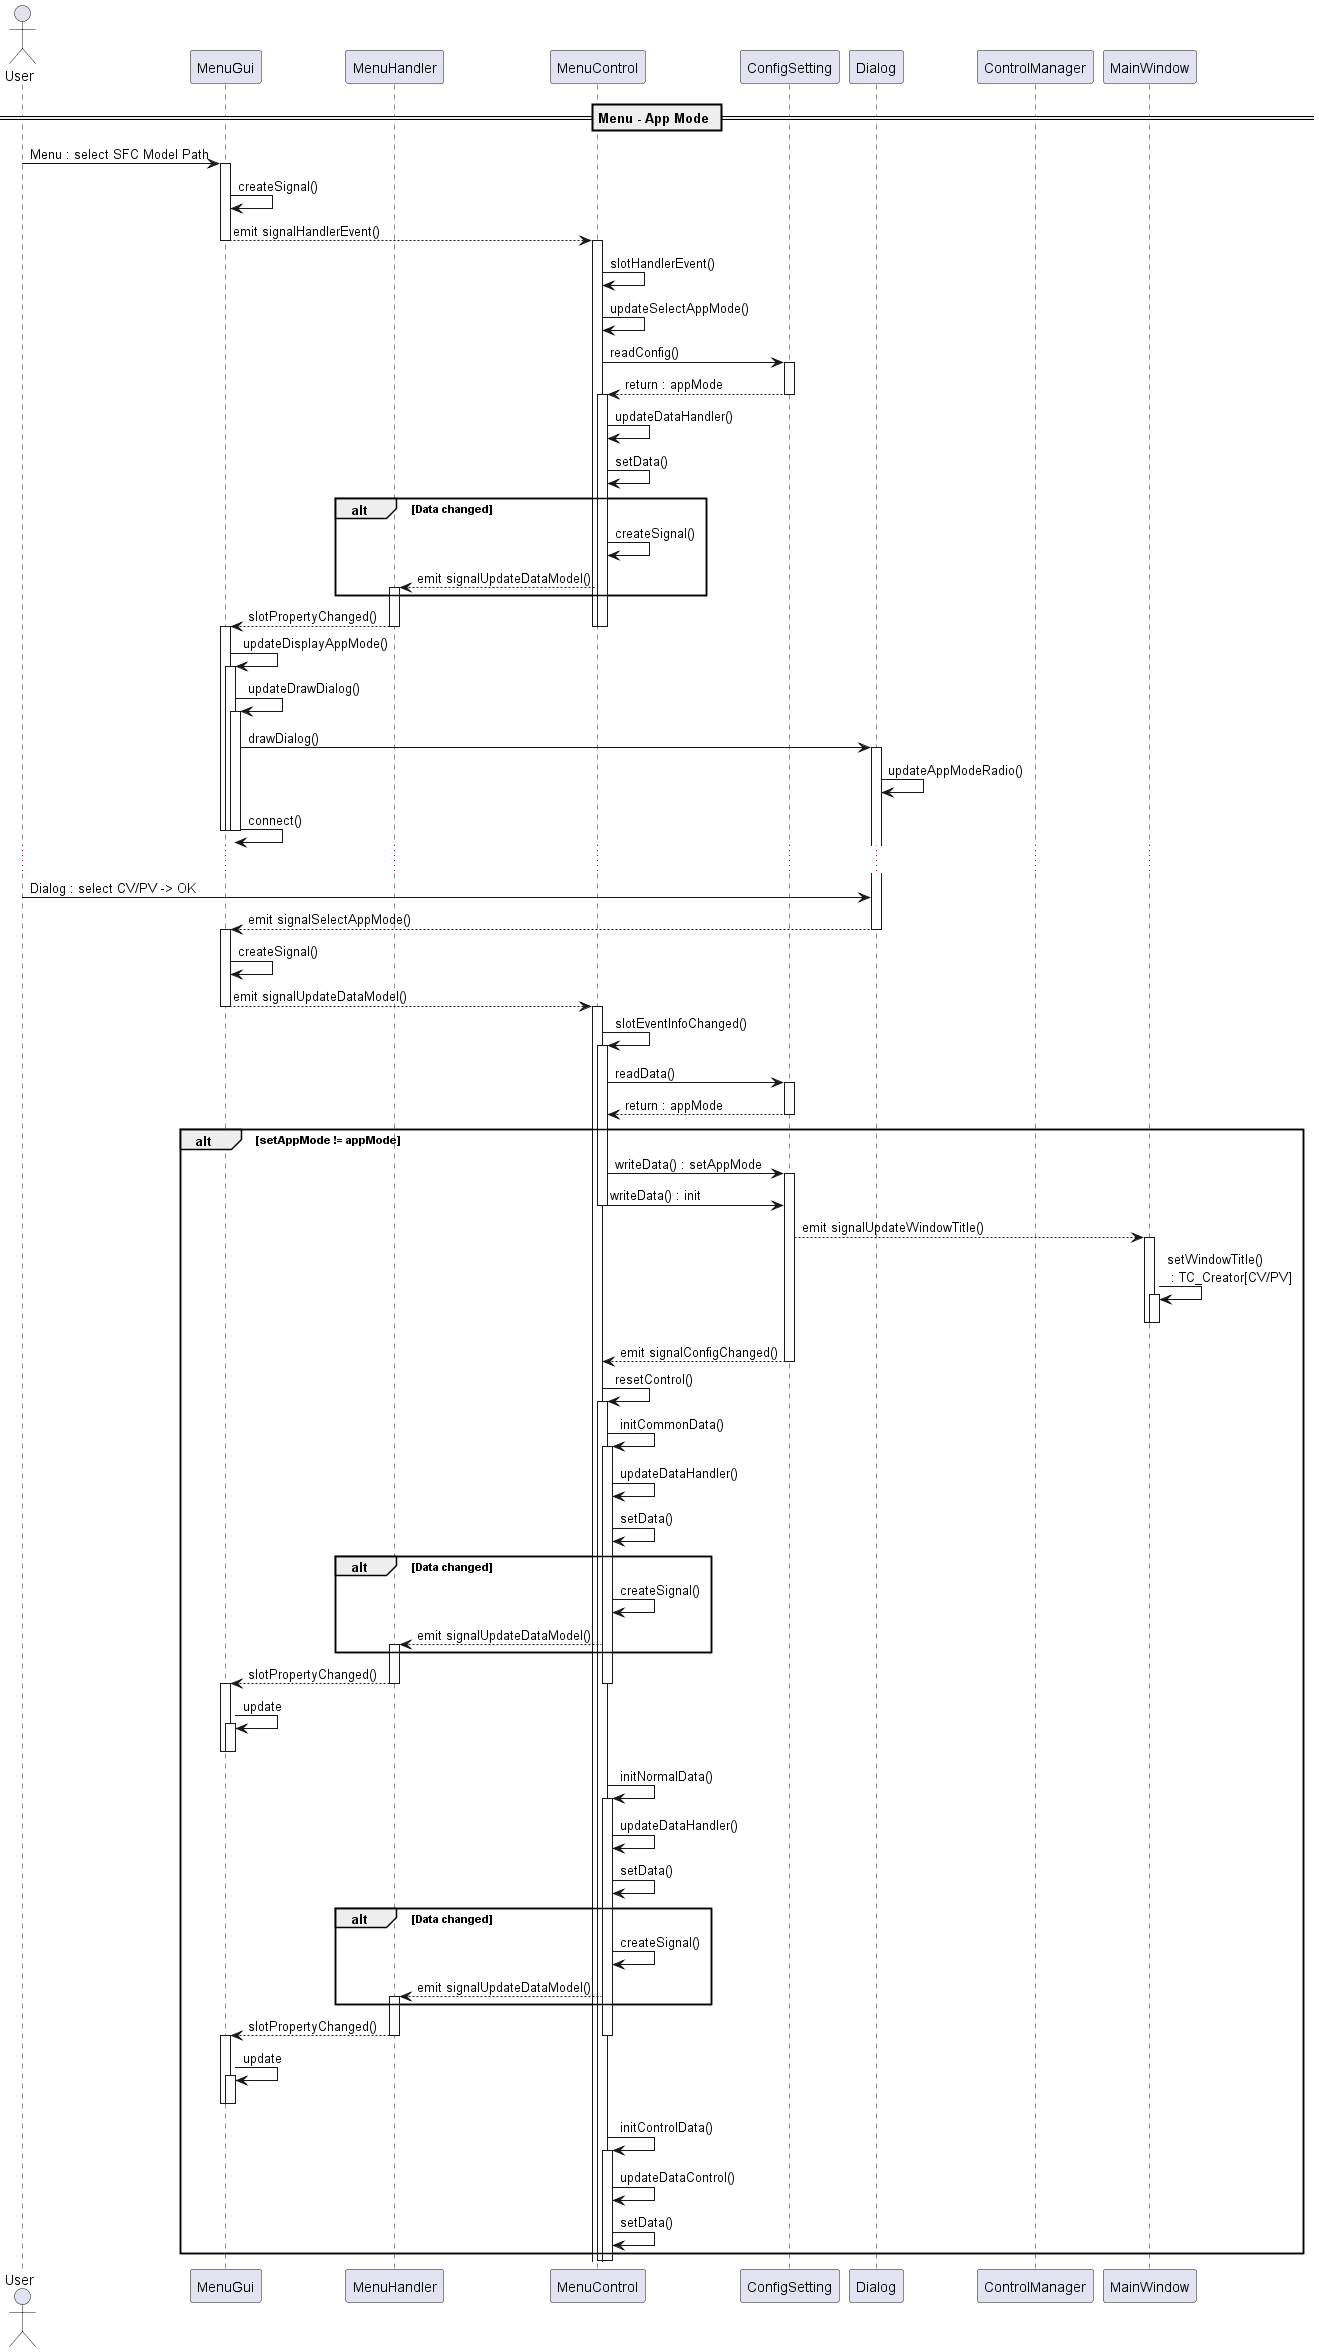 User
MenuGui
MenuHandler
MenuControl
ConfigSetting
Dialog
ControlManager
MainWindow
Menu - App Mode
Menu : select SFC Model Path
createSignal()
emit signalHandlerEvent()
slotHandlerEvent()
updateSelectAppMode()
readConfig()
return : appMode
updateDataHandler()
setData()
alt [Data changed]
createSignal()
emit signalUpdateDataModel()
slotPropertyChanged()
updateDisplayAppMode()
updateDrawDialog()
drawDialog()
updateAppModeRadio()
connect()
Dialog : select CV/PV -> OK
emit signalSelectAppMode()
createSignal()
emit signalUpdateDataModel()
slotEventInfoChanged()
readData()
return : appMode
alt [setAppMode != appMode]
writeData() : setAppMode
writeData() : init
emit signalUpdateWindowTitle()
setWindowTitle()
: TC_Creator[CV/PV]
emit signalConfigChanged()
resetControl()
initCommonData()
updateDataHandler()
setData()
alt [Data changed]
createSignal()
emit signalUpdateDataModel()
slotPropertyChanged()
update
initNormalData()
updateDataHandler()
setData()
alt [Data changed]
createSignal()
emit signalUpdateDataModel()
slotPropertyChanged()
update
initControlData()
updateDataControl()
setData()
User
MenuGui
MenuHandler
MenuControl
ConfigSetting
Dialog
ControlManager
MainWindow